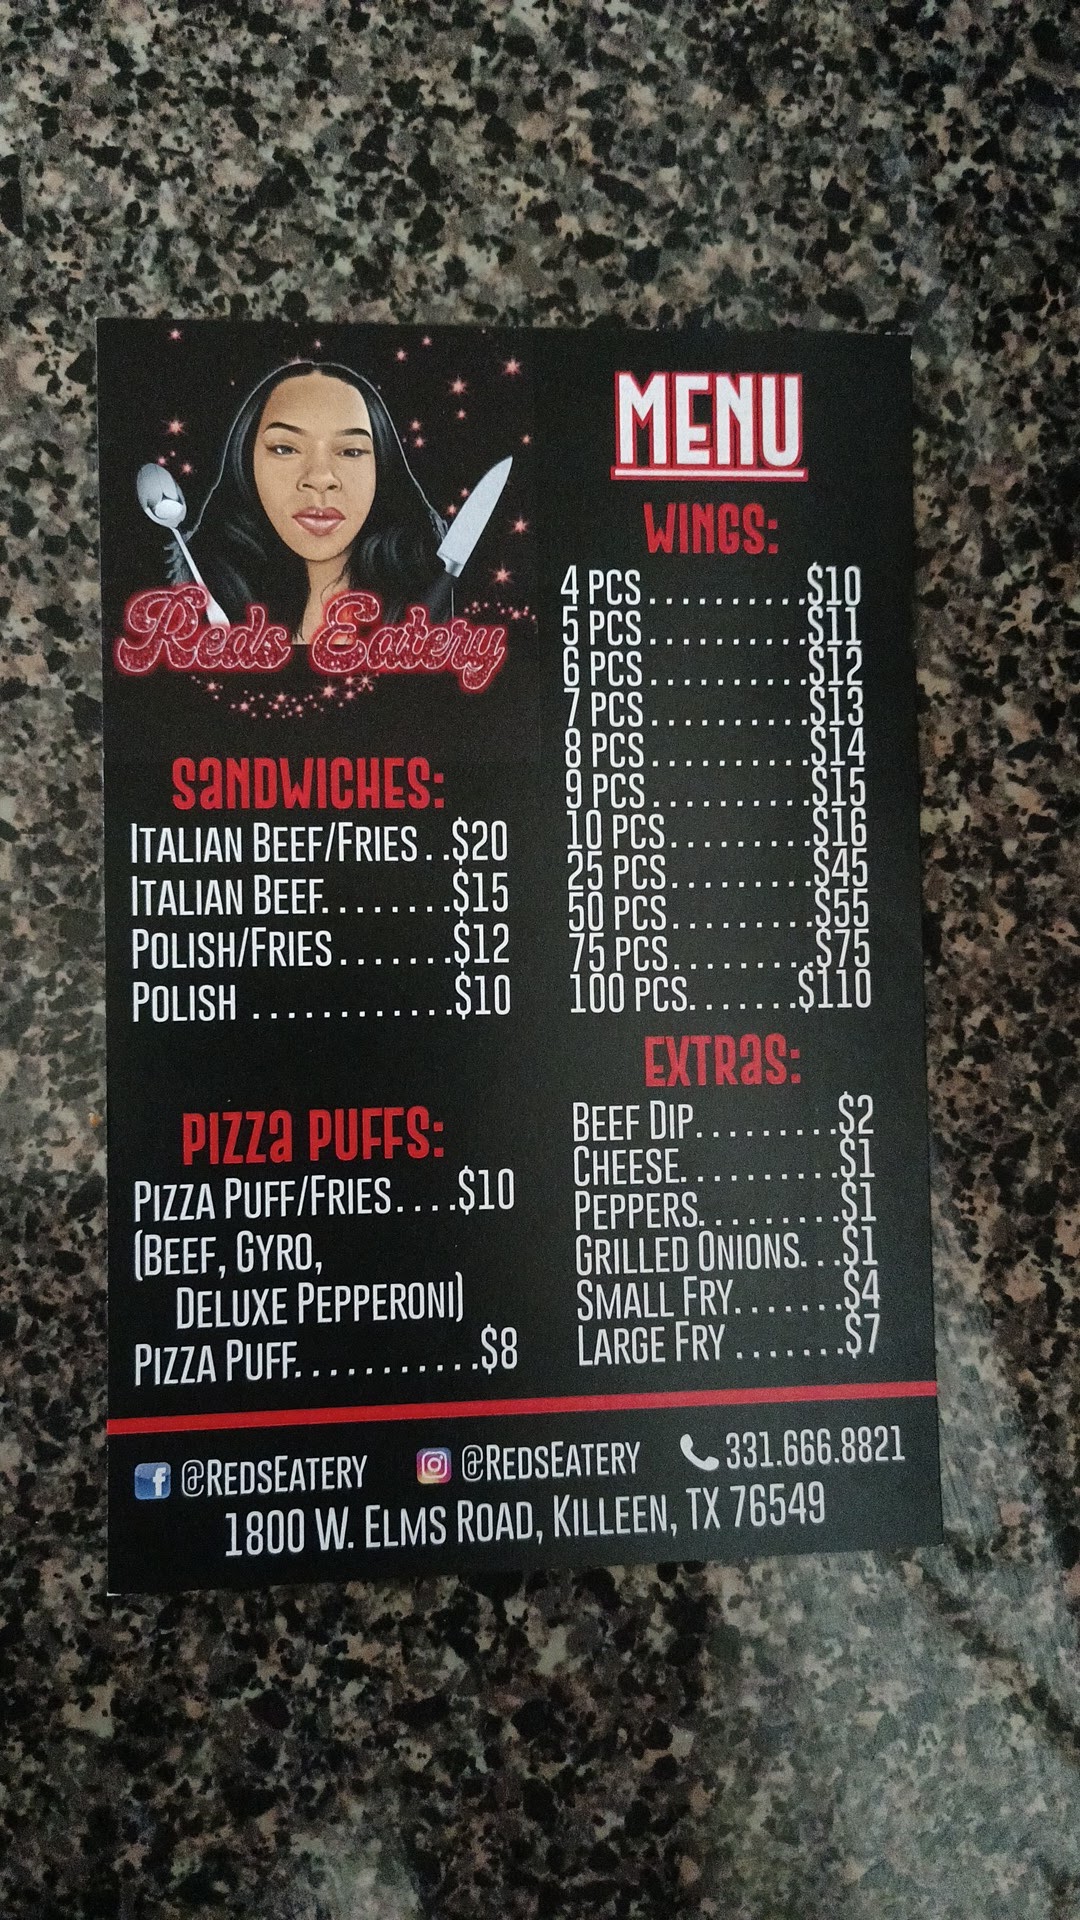 Reds Eatery
SANDWICHES:
ITALIAN BEEF/FRIES..$20
ITALIAN BEEF........$15
POLISH/FRIES.......$12
POLISH ............$10
PIZZA PUFFS:
PIZZA PUFF/FRIES....$10
(BEEF, GYRO,
DELUXE PEPPERONI)
PIZZA PUFF...........$8
MENU
WINGS:
4 PCS..........$10
5 PCS..........$11
6 PCS..........$12
7 PCS..........$13
8 PCS..........$14
9 PCS..........$15
10 PCS.........$16
25 PCS.........$45
50 PCS.........$55
75 PCS.........$75
100 PCS.......$110
EXTRAS:
BEEF DIP.........$2
CHEESE..........$1
PEPPERS.........$1
GRILLED ONIONS...$1
SMALL FRY.......$4
LARGE FRY .......$7
@REDSEATERY @REDSEATERY 331.666.8821
1800 W. ELMS ROAD, KILLEEN, TX 76549